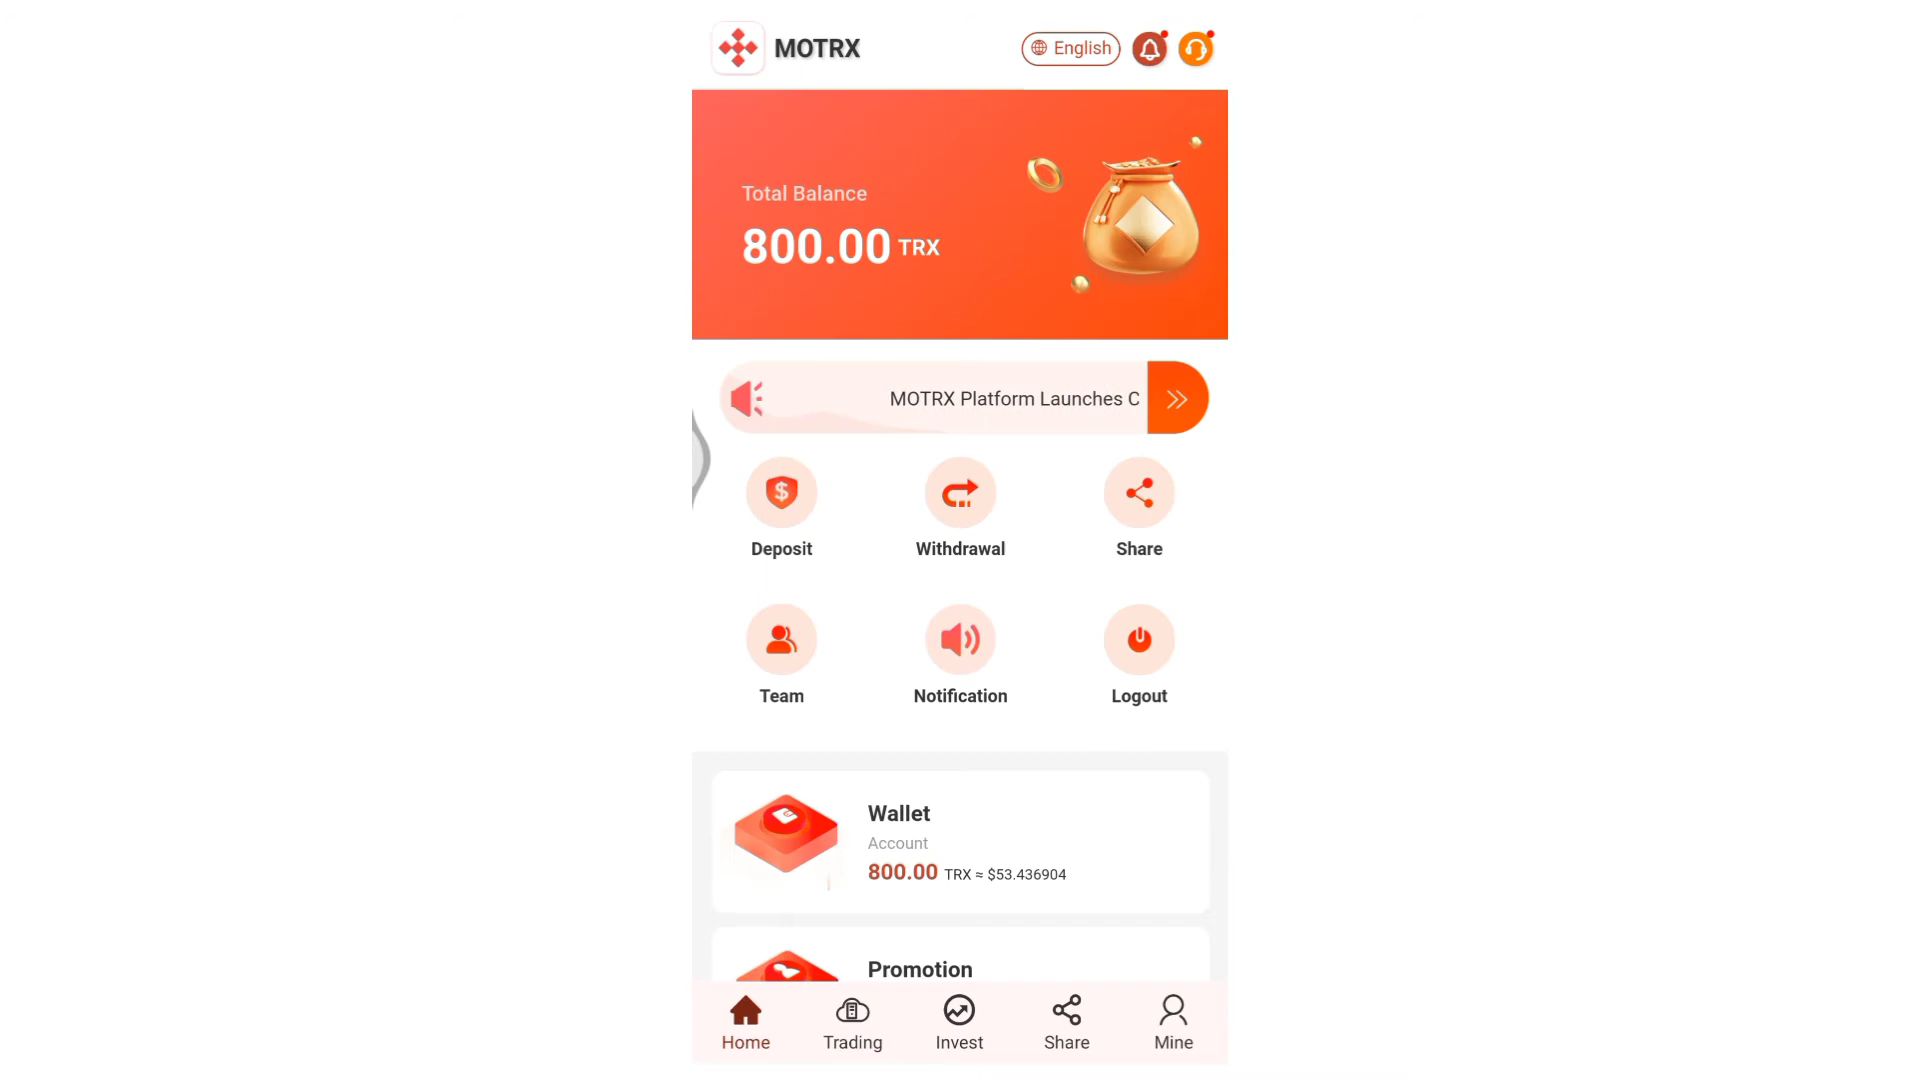 MOTRX
English
Total Balance
800.00 TRX
MOTRX Platform Launches C
Deposit
Withdrawal
Share
Team
Notification
Logout
Wallet
Account
800.00 TRX ≈ $53.436904
Promotion
Home
Trading
Invest
Share
Mine